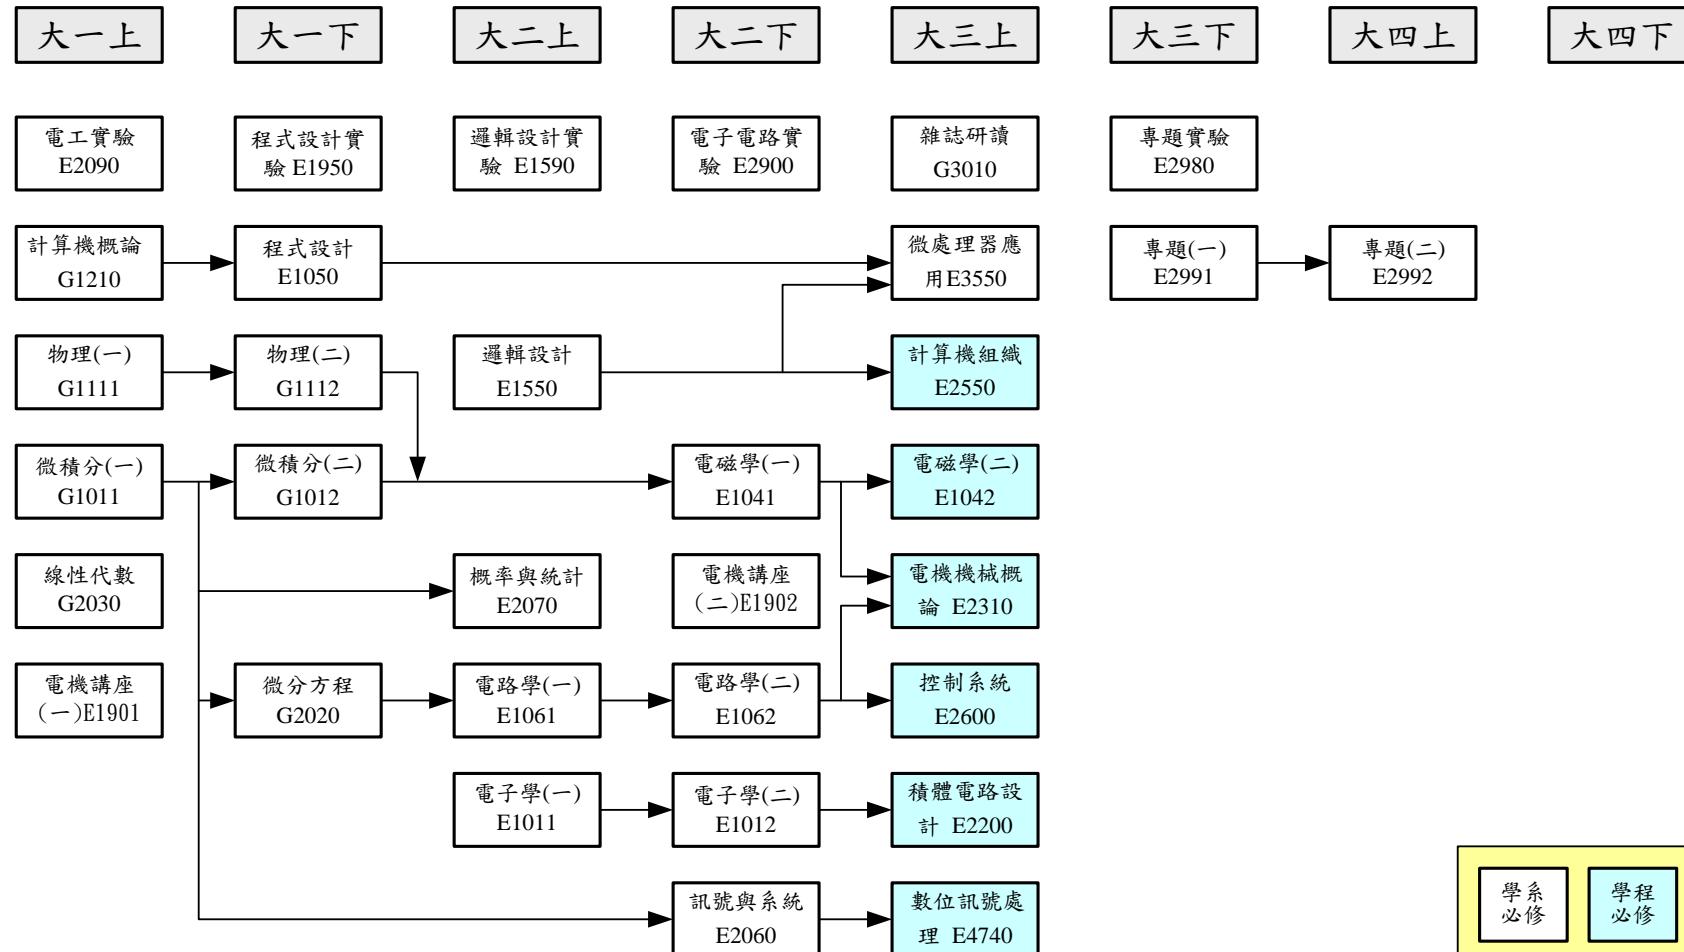 大一上
大一下
大二上
大二下
大三上
大三下
大四上
大四下
電工實驗
E2090
程式設計實
驗 E1950
邏輯設計實
驗 E1590
電子電路實
驗 E2900
雜誌研讀
G3010
專題實驗
E2980
計算機概論
G1210
程式設計
E1050
微處理器應
用E3550
專題(一)
E2991
專題(二)
E2992
物理(一)
G1111
物理(二)
G1112
邏輯設計
E1550
計算機組織
E2550
微積分(一)
G1011
微積分(二)
G1012
電磁學(一)
E1041
電磁學(二)
E1042
線性代數
G2030
概率與統計
E2070
電機講座
(二)E1902
電機機械概
論 E2310
電機講座
(一)E1901
微分方程
G2020
電路學(一)
E1061
電路學(二)
E1062
控制系統
E2600
電子學(一)
E1011
電子學(二)
E1012
積體電路設
計 E2200
訊號與系統
E2060
數位訊號處
理 E4740
學系
必修
學程
必修